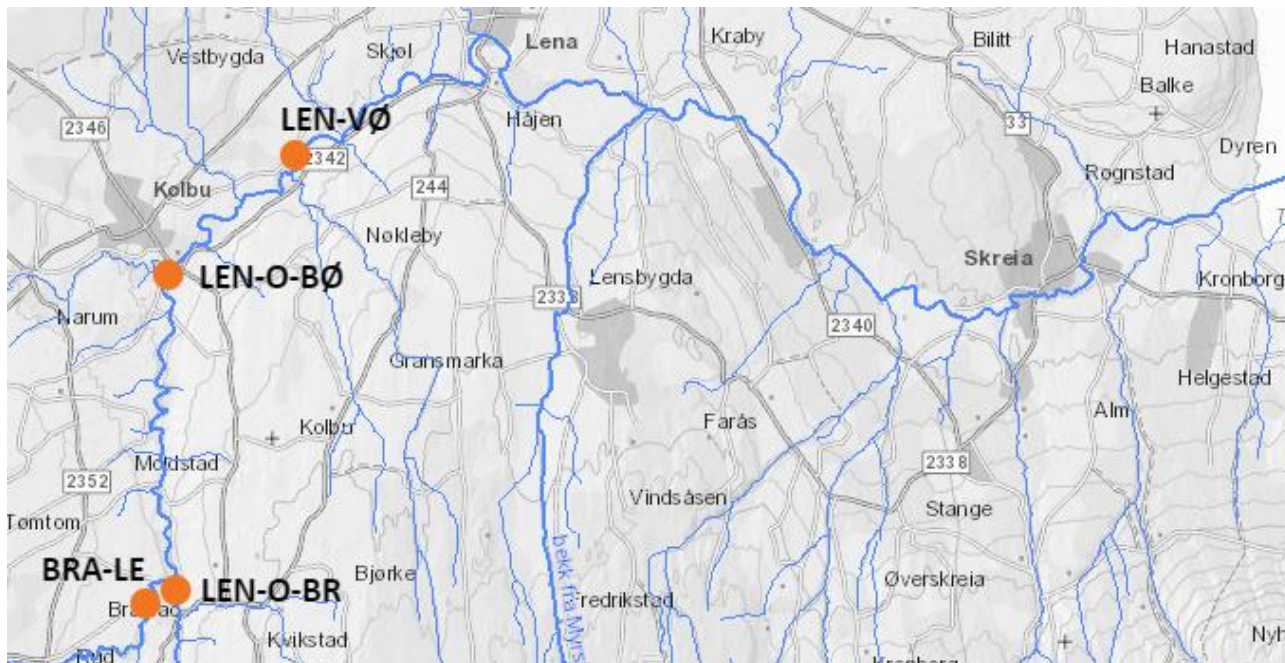 Lena
Kraby
Bilitt
Hanastad
Skjøl
Vestbygda
Balke
LEN-VØ
Håjen
2346
33
2342
Dyren
Rognstad
Kolbu
244
Nøkleby
Skreia
LEN-O-BØ
Lensbygda
Kronborg
2338
Narum
2340
Gransmarka
Helgestad
Farås
Alm
Kolbu
Moldstad
2338
2352
Vindsåsen
Stange
Tømtom
BRA-LE
Bjørke
Øverskreia
LEN-O-BR
Fredrikstad
bekk fra Myrs
Kvikstad